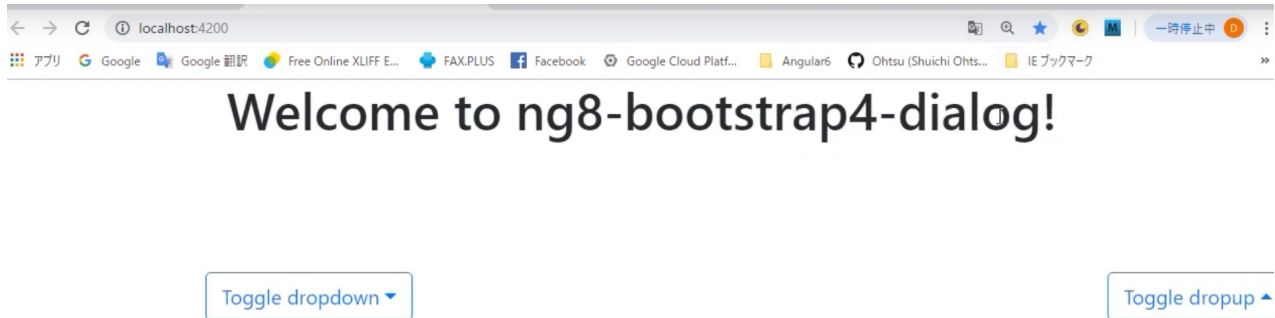 localhost:4200
一時停止中 D
アプリ Google Google 翻訳 Free Online XLIFF E... FAX.PLUS Facebook Google Cloud Platf... Angular6 Ohtsu (Shuichi Ohts... IE ブックマーク »
Welcome to ng8-bootstrap4-dialog!
Toggle dropdown
Toggle dropup